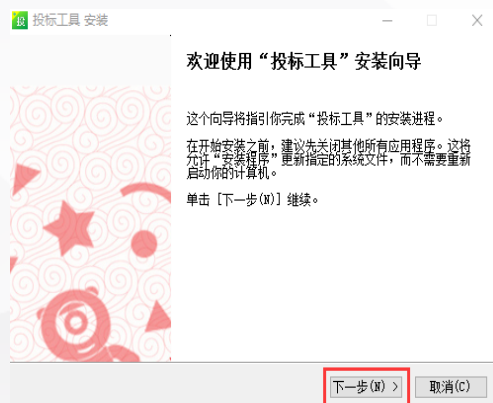 投
投标工具 安装
欢迎使用“投标工具”安装向导
这个向导将指引你完成“投标工具”的安装进程。
在开始安装之前，建议先关闭其他所有应用程序。这将
允许“安装程序”更新指定的系统文件，而不需要重新
启动你的计算机。
单击 [下一步(N)] 继续。
下一步(N) >
取消(C)